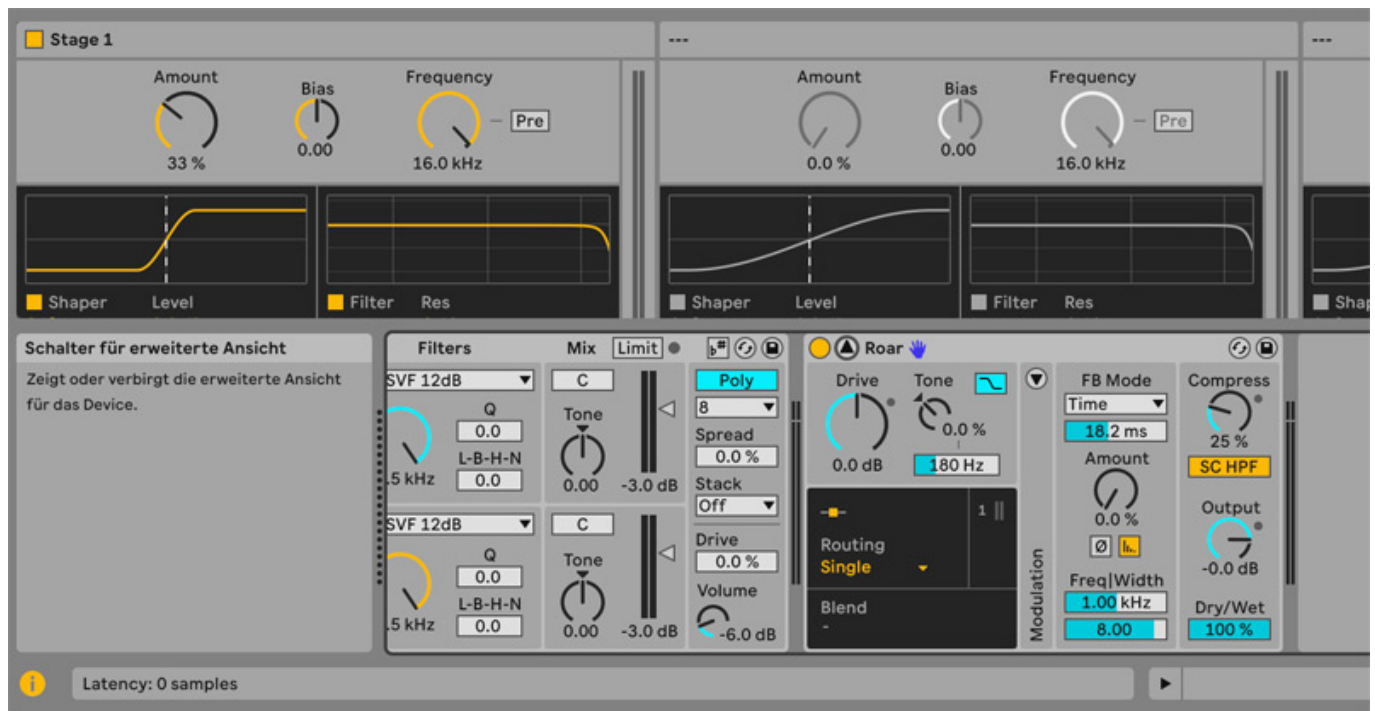 Stage 1
---
---
Amount
Bias
Frequency
Pre
33 %
0.00
16.0 kHz
Amount
Bias
Frequency
Pre
0.0 %
0.00
16.0 kHz
Shaper Level
Filter Res
Shaper Level
Filter Res
Schalter für erweiterte Ansicht
Zeigt oder verbirgt die erweiterte Ansicht
für das Device.
Filters
Mix Limit
SVF 12dB
C
Q
0.0
Tone
L-B-H-N
.5 kHz
0.0
0.00
-3.0 dB
SVF 12dB
C
Q
0.0
Tone
L-B-H-N
.5 kHz
0.0
0.00
-3.0 dB
Poly
8
Spread
0.0 %
Stack
Off
Drive
0.0 %
Volume
-6.0 dB
Roar
Drive
Tone
0.0 %
0.0 dB
180 Hz
1
Routing
Single
Blend
-
Modulation
FB Mode
Time
18.2 ms
Amount
0.0 %
Ø
Freq|Width
1.00 kHz
8.00
Compress
25 %
SC HPF
Output
-0.0 dB
Dry/Wet
100 %
Latency: 0 samples